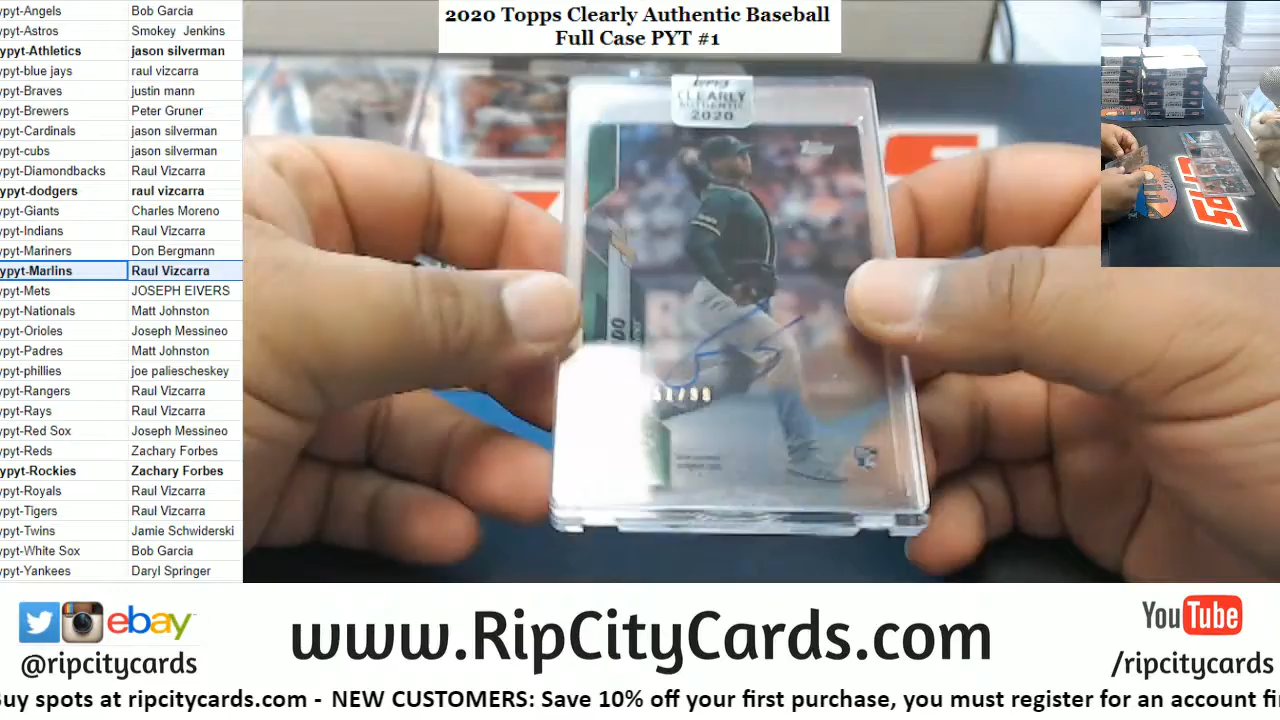 2020 Topps Clearly Authentic Baseball
Full Case PYT #1
ypyt-Angels Bob Garcia
ypyt-Astros Smokey Jenkins
ypyt-Athletics jason silverman
ypyt-blue jays raul vizcarra
ypyt-Braves justin mann
ypyt-Brewers Peter Gruner
ypyt-Cardinals jason silverman
ypyt-cubs jason silverman
ypyt-Diamondbacks Raul Vizcarra
ypyt-dodgers raul vizcarra
ypyt-Giants Charles Moreno
ypyt-Indians Raul Vizcarra
ypyt-Mariners Don Bergmann
ypyt-Marlins Raul Vizcarra
ypyt-Mets JOSEPH EIVERS
ypyt-Nationals Matt Johnston
ypyt-Orioles Joseph Messineo
ypyt-Padres Matt Johnston
ypyt-phillies joe paliescheskey
ypyt-Rangers Raul Vizcarra
ypyt-Rays Raul Vizcarra
ypyt-Red Sox Joseph Messineo
ypyt-Reds Zachary Forbes
ypyt-Rockies Zachary Forbes
ypyt-Royals Raul Vizcarra
ypyt-Tigers Raul Vizcarra
ypyt-Twins Jamie Schwiderski
ypyt-White Sox Bob Garcia
ypyt-Yankees Daryl Springer
Topps
CLEARLY
AUTHENTIC
2020
Topps
ebay
@ripcitycards
www.RipCityCards.com
YouTube
/ripcitycards
Buy spots at ripcitycards.com - NEW CUSTOMERS: Save 10% off your first purchase, you must register for an account fi